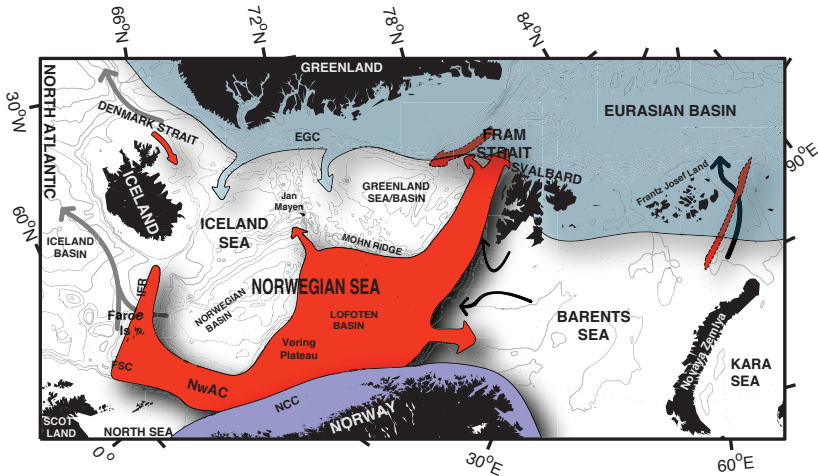 66°N
72°N
78°N
84°N
GREENLAND
30°W
NORTH ATLANTIC
DENMARK STRAIT
EGC
FRAM
STRAIT
EURASIAN BASIN
90°E
SVALBARD
Frantz Josef Land
ICELAND
Jan
Mayen
GREENLAND
SEA/BASIN
ICELAND
SEA
60°N
ICELAND
BASIN
MOHN RIDGE
IFR
NORWEGIAN SEA
NORWEGIAN
BASIN
LOFOTEN
BASIN
Faroe
Is
BARENTS
SEA
Vøring
Plateau
Novaya Zemlya
KARA
SEA
FSC
NwAC
NCC
NORWAY
SCOT
LAND
NORTH SEA
0°
30°E
60°E